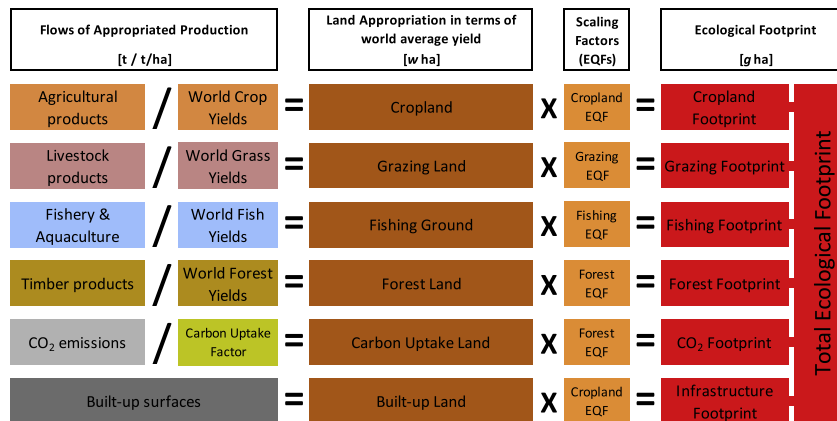 Flows of Appropriated Production
[t / t/ha]
Land Appropriation in terms of
world average yield
[w ha]
Scaling
Factors
(EQFs)
Ecological Footprint
[g ha]
Agricultural
products
/
World Crop
Yields
=
Cropland
X
Cropland
EQF
=
Cropland
Footprint
Livestock
products
/
World Grass
Yields
=
Grazing Land
X
Grazing
EQF
=
Grazing Footprint
Fishery &
Aquaculture
/
World Fish
Yields
=
Fishing Ground
X
Fishing
EQF
=
Fishing Footprint
Timber products
/
World Forest
Yields
=
Forest Land
X
Forest
EQF
=
Forest Footprint
CO₂ emissions
/
Carbon Uptake
Factor
=
Carbon Uptake Land
X
Forest
EQF
=
CO₂ Footprint
Built-up surfaces
=
Built-up Land
X
Cropland
EQF
=
Infrastructure
Footprint
Total Ecological Footprint